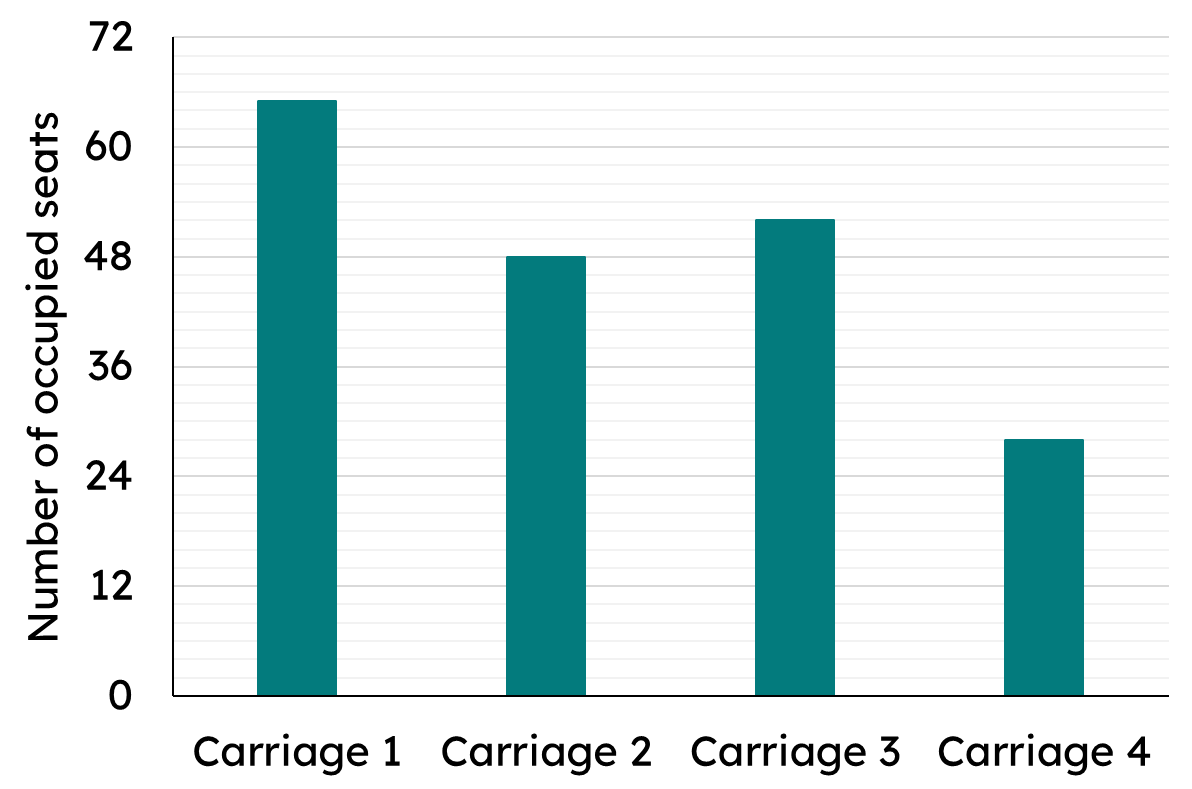 Number of occupied seats
72
60
48
36
24
12
0
Carriage 1
Carriage 2
Carriage 3
Carriage 4